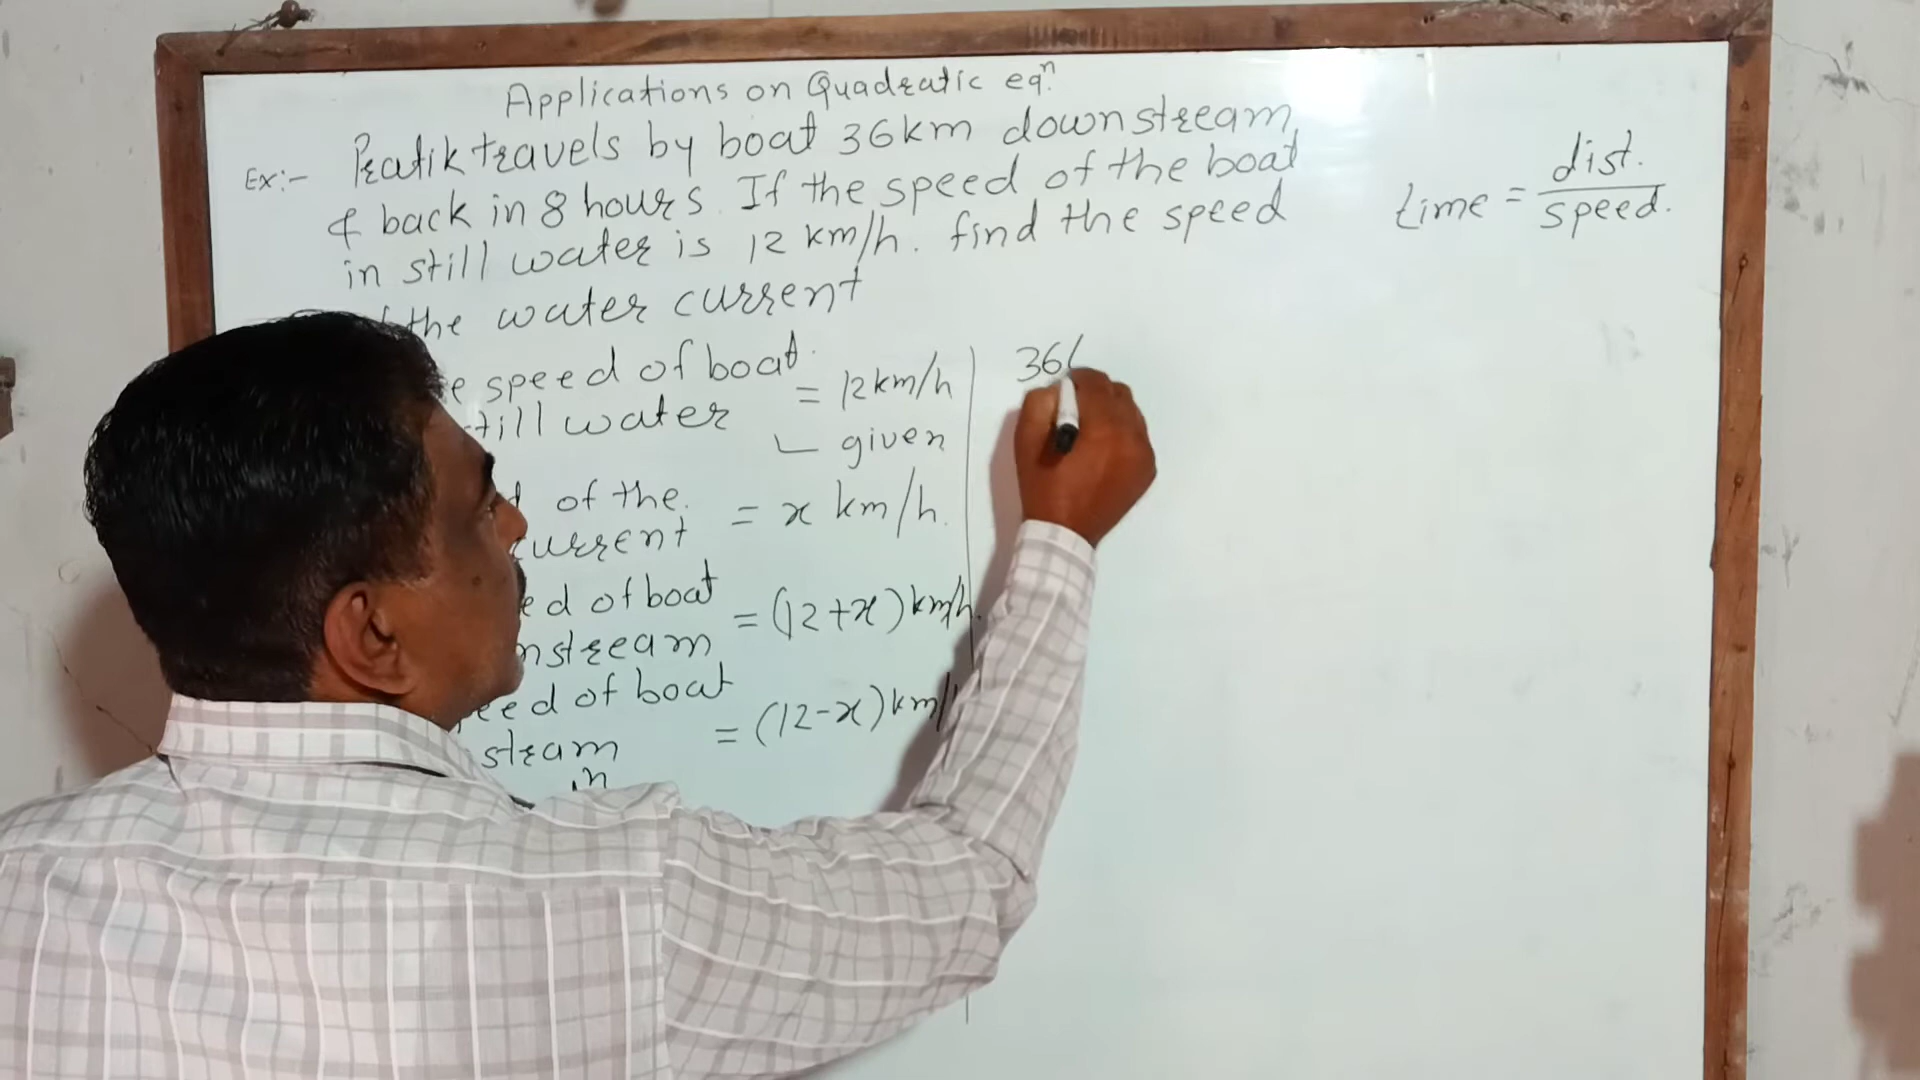 Applications on Quadratic eqⁿ.
Ex:- Pratik travels by boat 36km downstream
& back in 8 hours. If the speed of the boat
in still water is 12 km/h. find the speed
the water current
time = dist. / speed.
speed of boat
still water = 12km/h
given
of the
current = x km/h.
of boat
stream = (12+x) km/h.
of boat
stream = (12-x) km/
36(